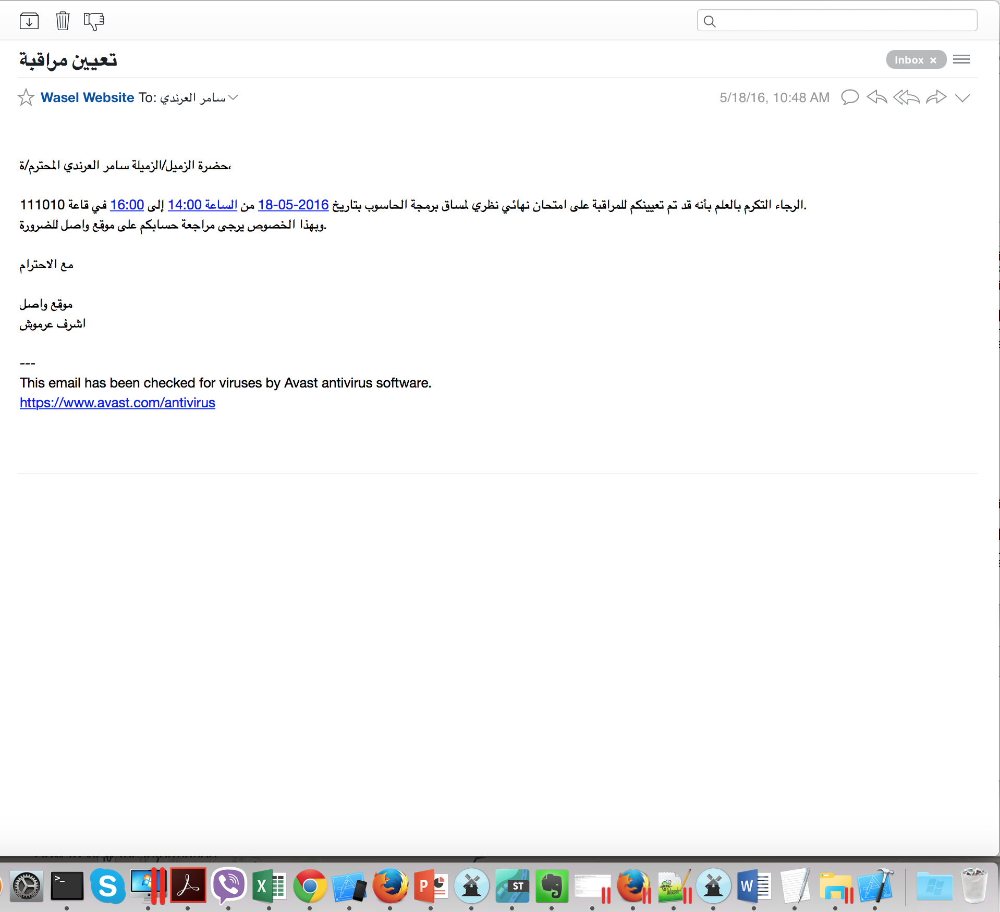 تعيين مراقبة
Inbox ×
Wasel Website To: سامر العرندي
5/18/16, 10:48 AM
حضرة الزميل/الزميلة سامر العرندي المحترم/ة،
الرجاء التكرم بالعلم بأنه قد تم تعيينكم للمراقبة على امتحان نهائي نظري لمساق برمجة الحاسوب بتاريخ 18-05-2016 من الساعة 14:00 إلى 16:00 في قاعة 111010.
وبهذا الخصوص يرجى مراجعة حسابكم على موقع واصل للضرورة.
مع الاحترام
موقع واصل
اشرف عرموش
---
This email has been checked for viruses by Avast antivirus software.
https://www.avast.com/antivirus
ST